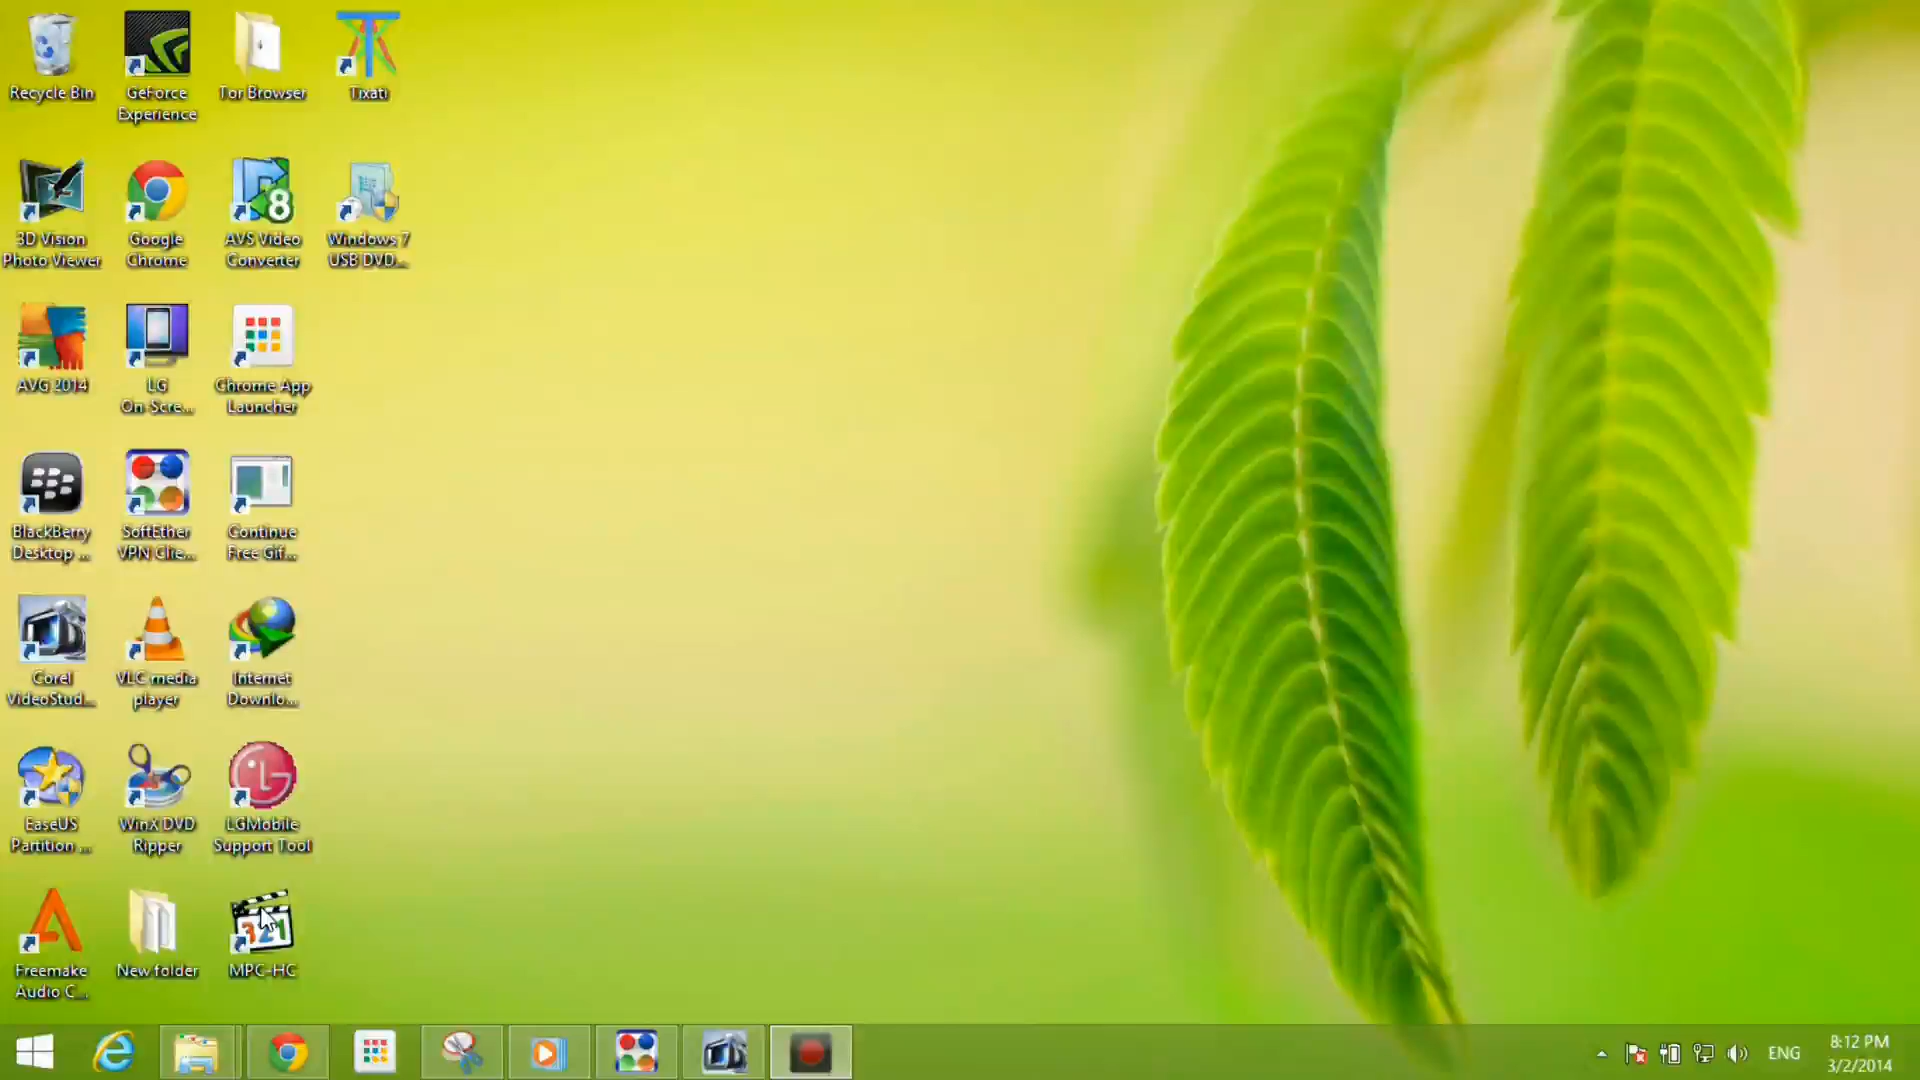 Recycle Bin
GeForce
Experience
Tor Browser
Tixati
3D Vision
Photo Viewer
Google
Chrome
8
AVS Video
Converter
Windows 7
USB DVD...
AVG 2014
LG
On-Scre...
Chrome App
Launcher
BlackBerry
Desktop ...
SoftEther
VPN Clie...
Continue
Free Gif...
Corel
VideoStud...
VLC media
player
Internet
Downlo...
EaseUS
Partition ...
WinX DVD
Ripper
LGMobile
Support Tool
Freemake
Audio C...
New folder
321
MPC-HC
ENG
8:12 PM
3/2/2014